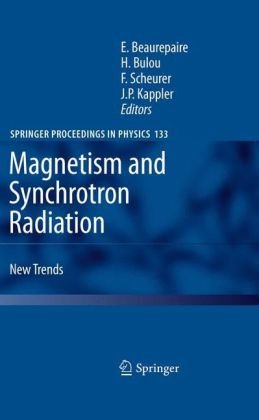 E. Beaurepaire
H. Bulou
F. Scheurer
J.P. Kappler
Editors
SPRINGER PROCEEDINGS IN PHYSICS 133
Magnetism and
Synchrotron
Radiation
New Trends
Springer